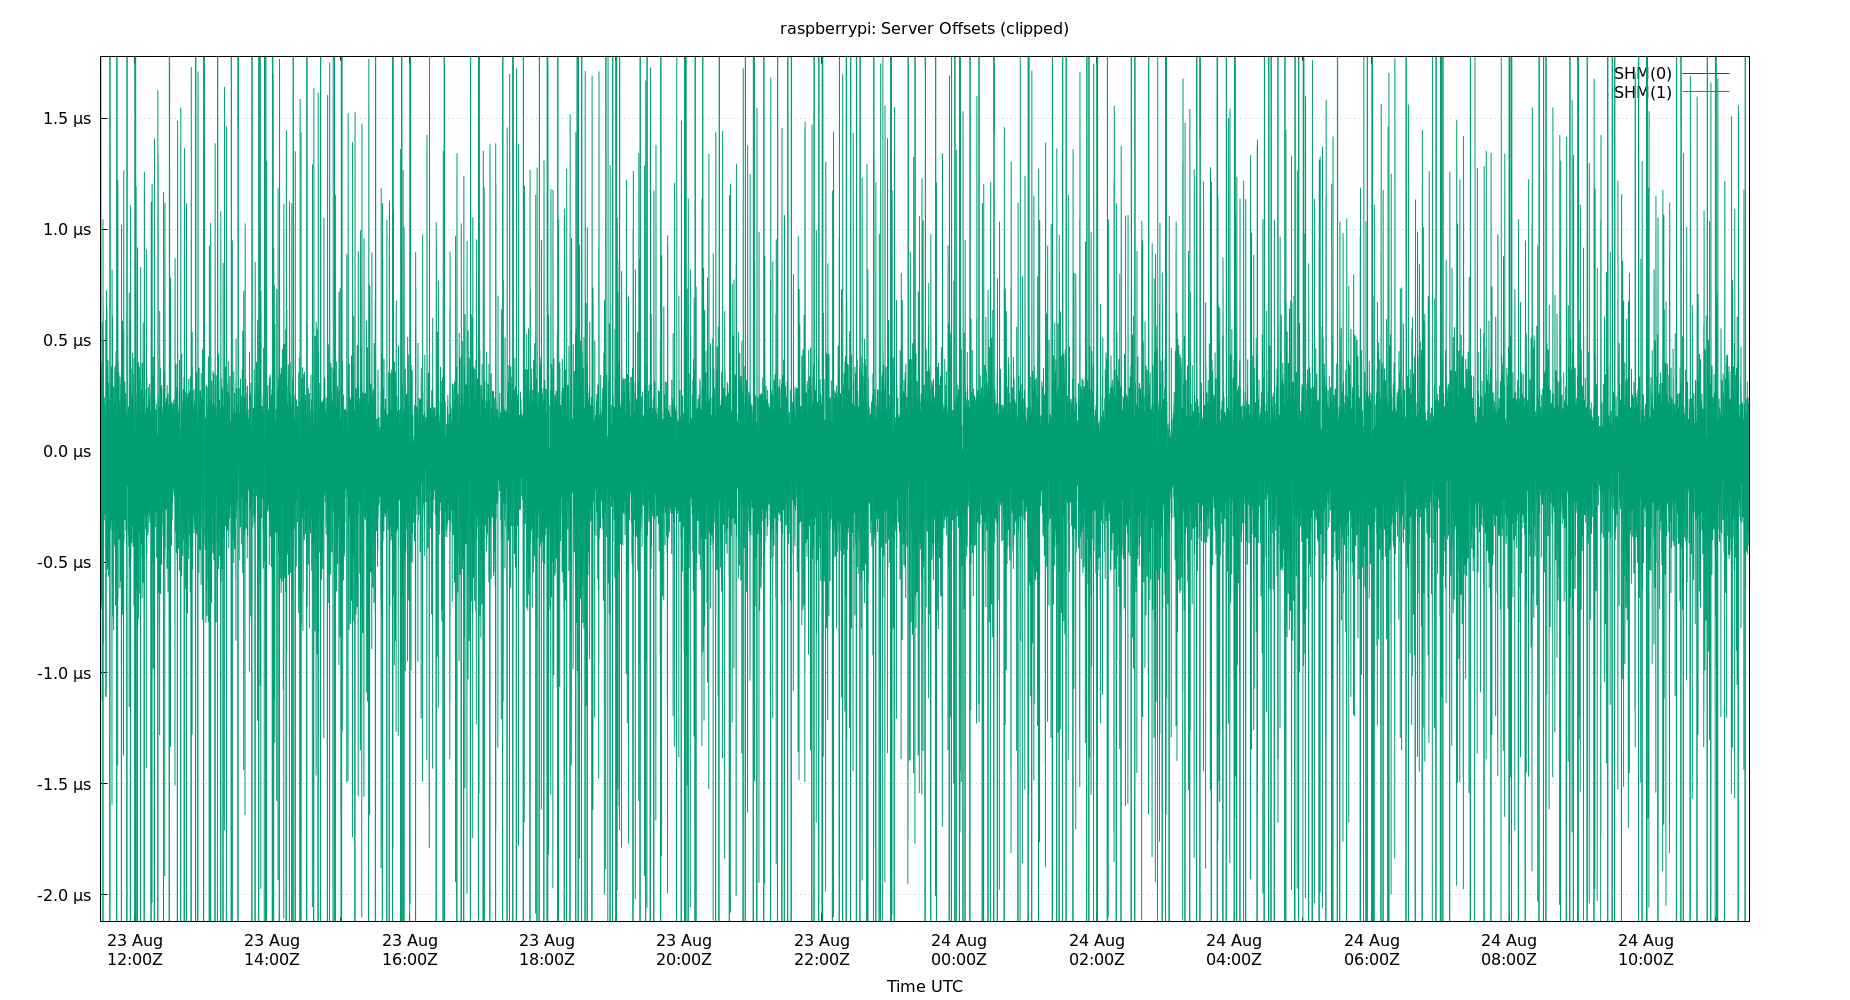 raspberrypi: Server Offsets (clipped)
SHM(0)
SHM(1)
1.5 µs
1.0 µs
0.5 µs
0.0 µs
-0.5 µs
-1.0 µs
-1.5 µs
-2.0 µs
23 Aug 23 Aug 23 Aug 23 Aug 23 Aug 23 Aug 24 Aug 24 Aug 24 Aug 24 Aug 24 Aug 24 Aug
12:00Z 14:00Z 16:00Z 18:00Z 20:00Z 22:00Z 00:00Z 02:00Z 04:00Z 06:00Z 08:00Z 10:00Z
Time UTC